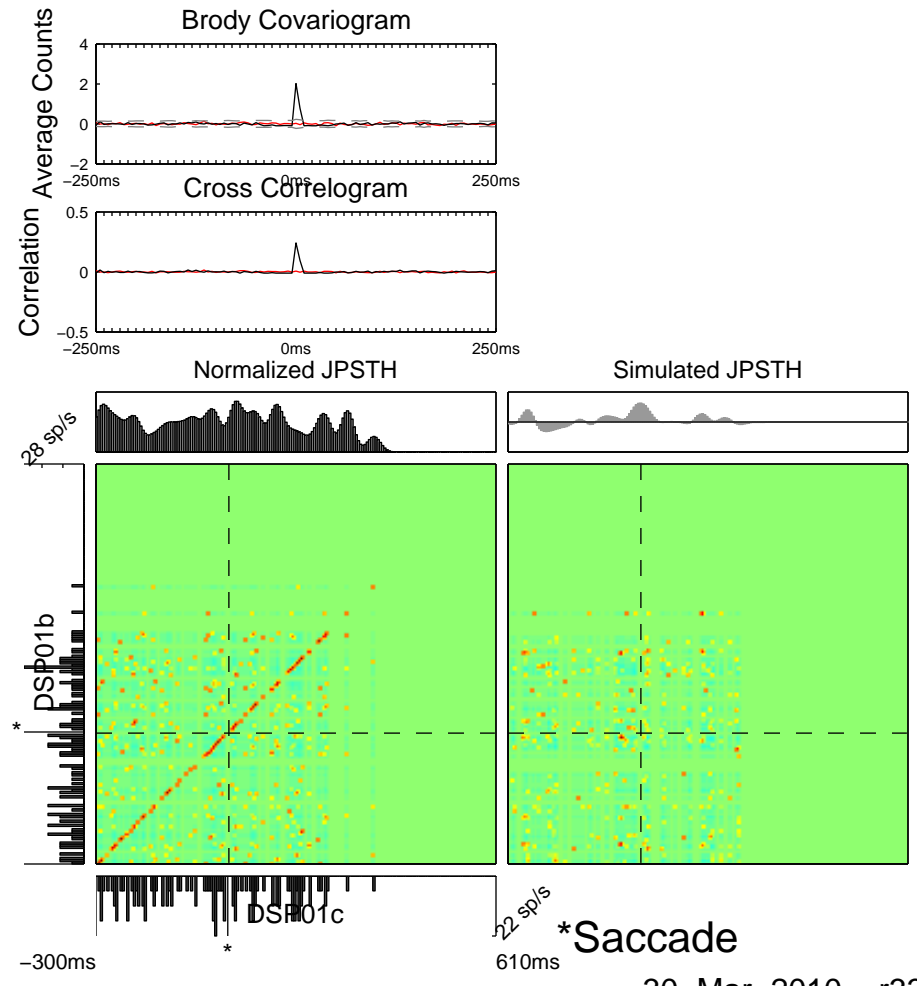 Brody Covariogram
Average Counts
4
2
0
−2
−250ms
0ms
250ms
Cross Correlogram
Correlation
0.5
0
−0.5
−250ms
0ms
250ms
Normalized JPSTH
Simulated JPSTH
28 sp/s
DSP01b
*
DSP01c
22 sp/s
*
*Saccade
−300ms
610ms